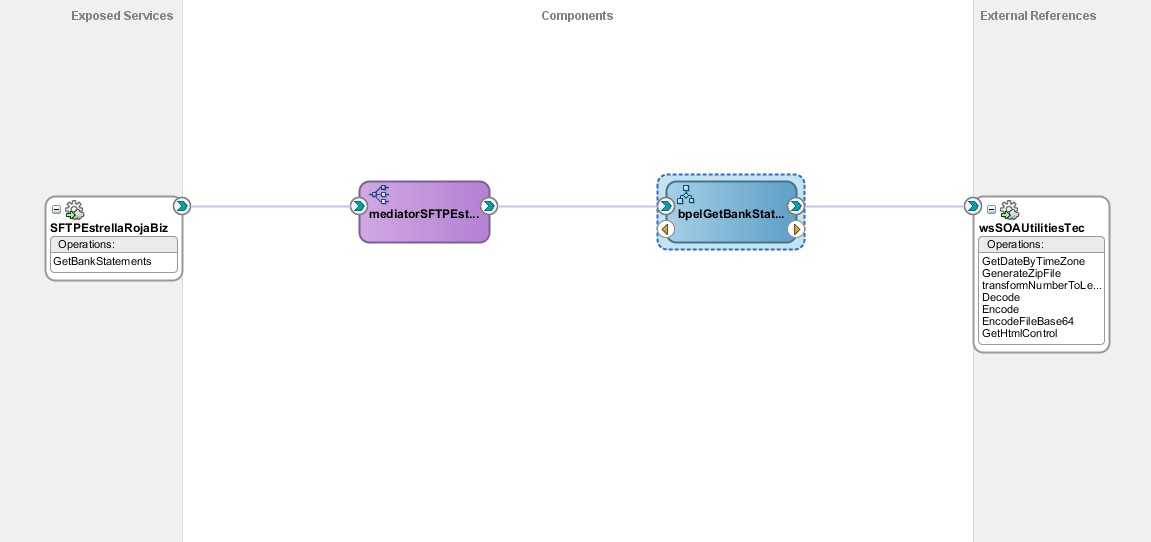 Exposed Services
Components
External References
SFTPEstrellaRojaBiz
Operations:
GetBankStatements
mediatorSFTPEst...
bpelGetBankStat...
wsSOAUtilitiesTec
Operations:
GetDateByTimeZone
GenerateZipFile
transformNumberToLe...
Decode
Encode
EncodeFileBase64
GetHtmlControl